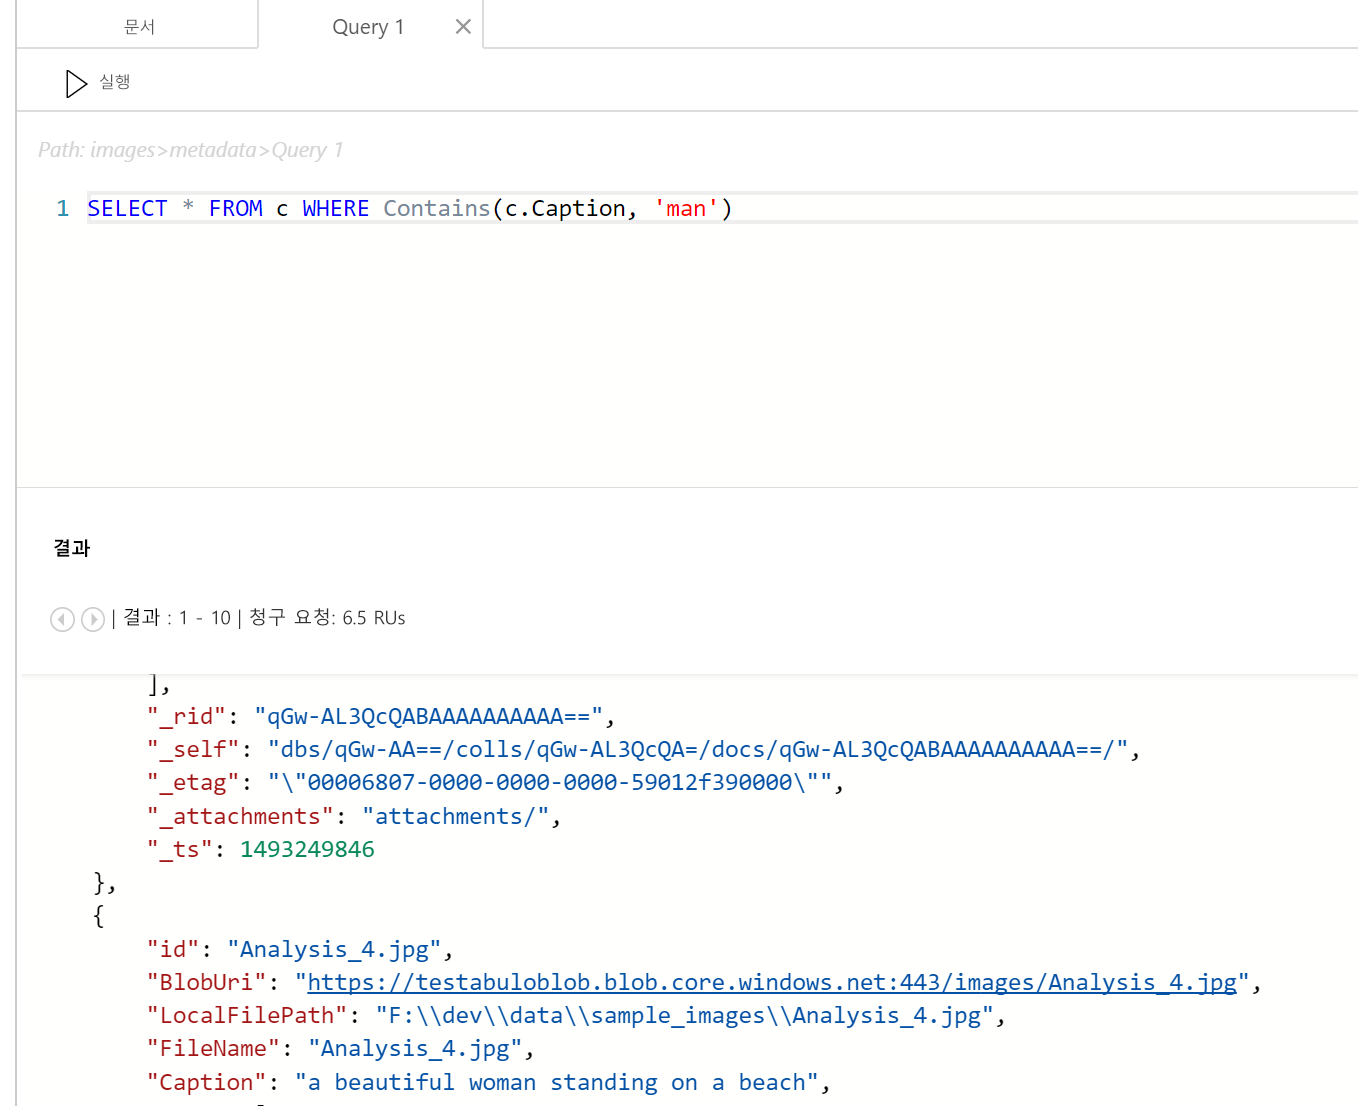 문서
Query 1
실행
Path: images>metadata>Query 1
1 SELECT * FROM c WHERE Contains(c.Caption, 'man')
결과
| 결과 : 1 - 10 | 청구 요청: 6.5 RUs
],
"_rid": "qGw-AL3QcQABAAAAAAAAAA==",
"_self": "dbs/qGw-AA==/colls/qGw-AL3QcQA=/docs/qGw-AL3QcQABAAAAAAAAAA==/",
"_etag": "\"00006807-0000-0000-0000-59012f390000\"",
"_attachments": "attachments/",
"_ts": 1493249846
},
{
"id": "Analysis_4.jpg",
"BlobUri": "https://testabuloblob.blob.core.windows.net:443/images/Analysis_4.jpg",
"LocalFilePath": "F:\\dev\\data\\sample_images\\Analysis_4.jpg",
"FileName": "Analysis_4.jpg",
"Caption": "a beautiful woman standing on a beach",